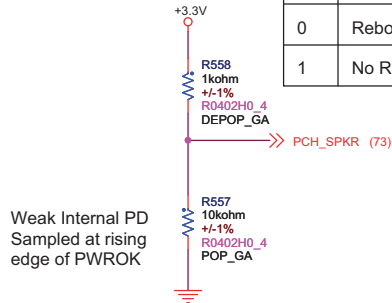 +3.3V
0
1
No R
R558
1kohm
+/-1%
R0402H0_4
DEPOP_GA
PCH_SPKR (73)
R557
10kohm
+/-1%
R0402H0_4
POP_GA
Weak Internal PD
Sampled at rising
edge of PWROK